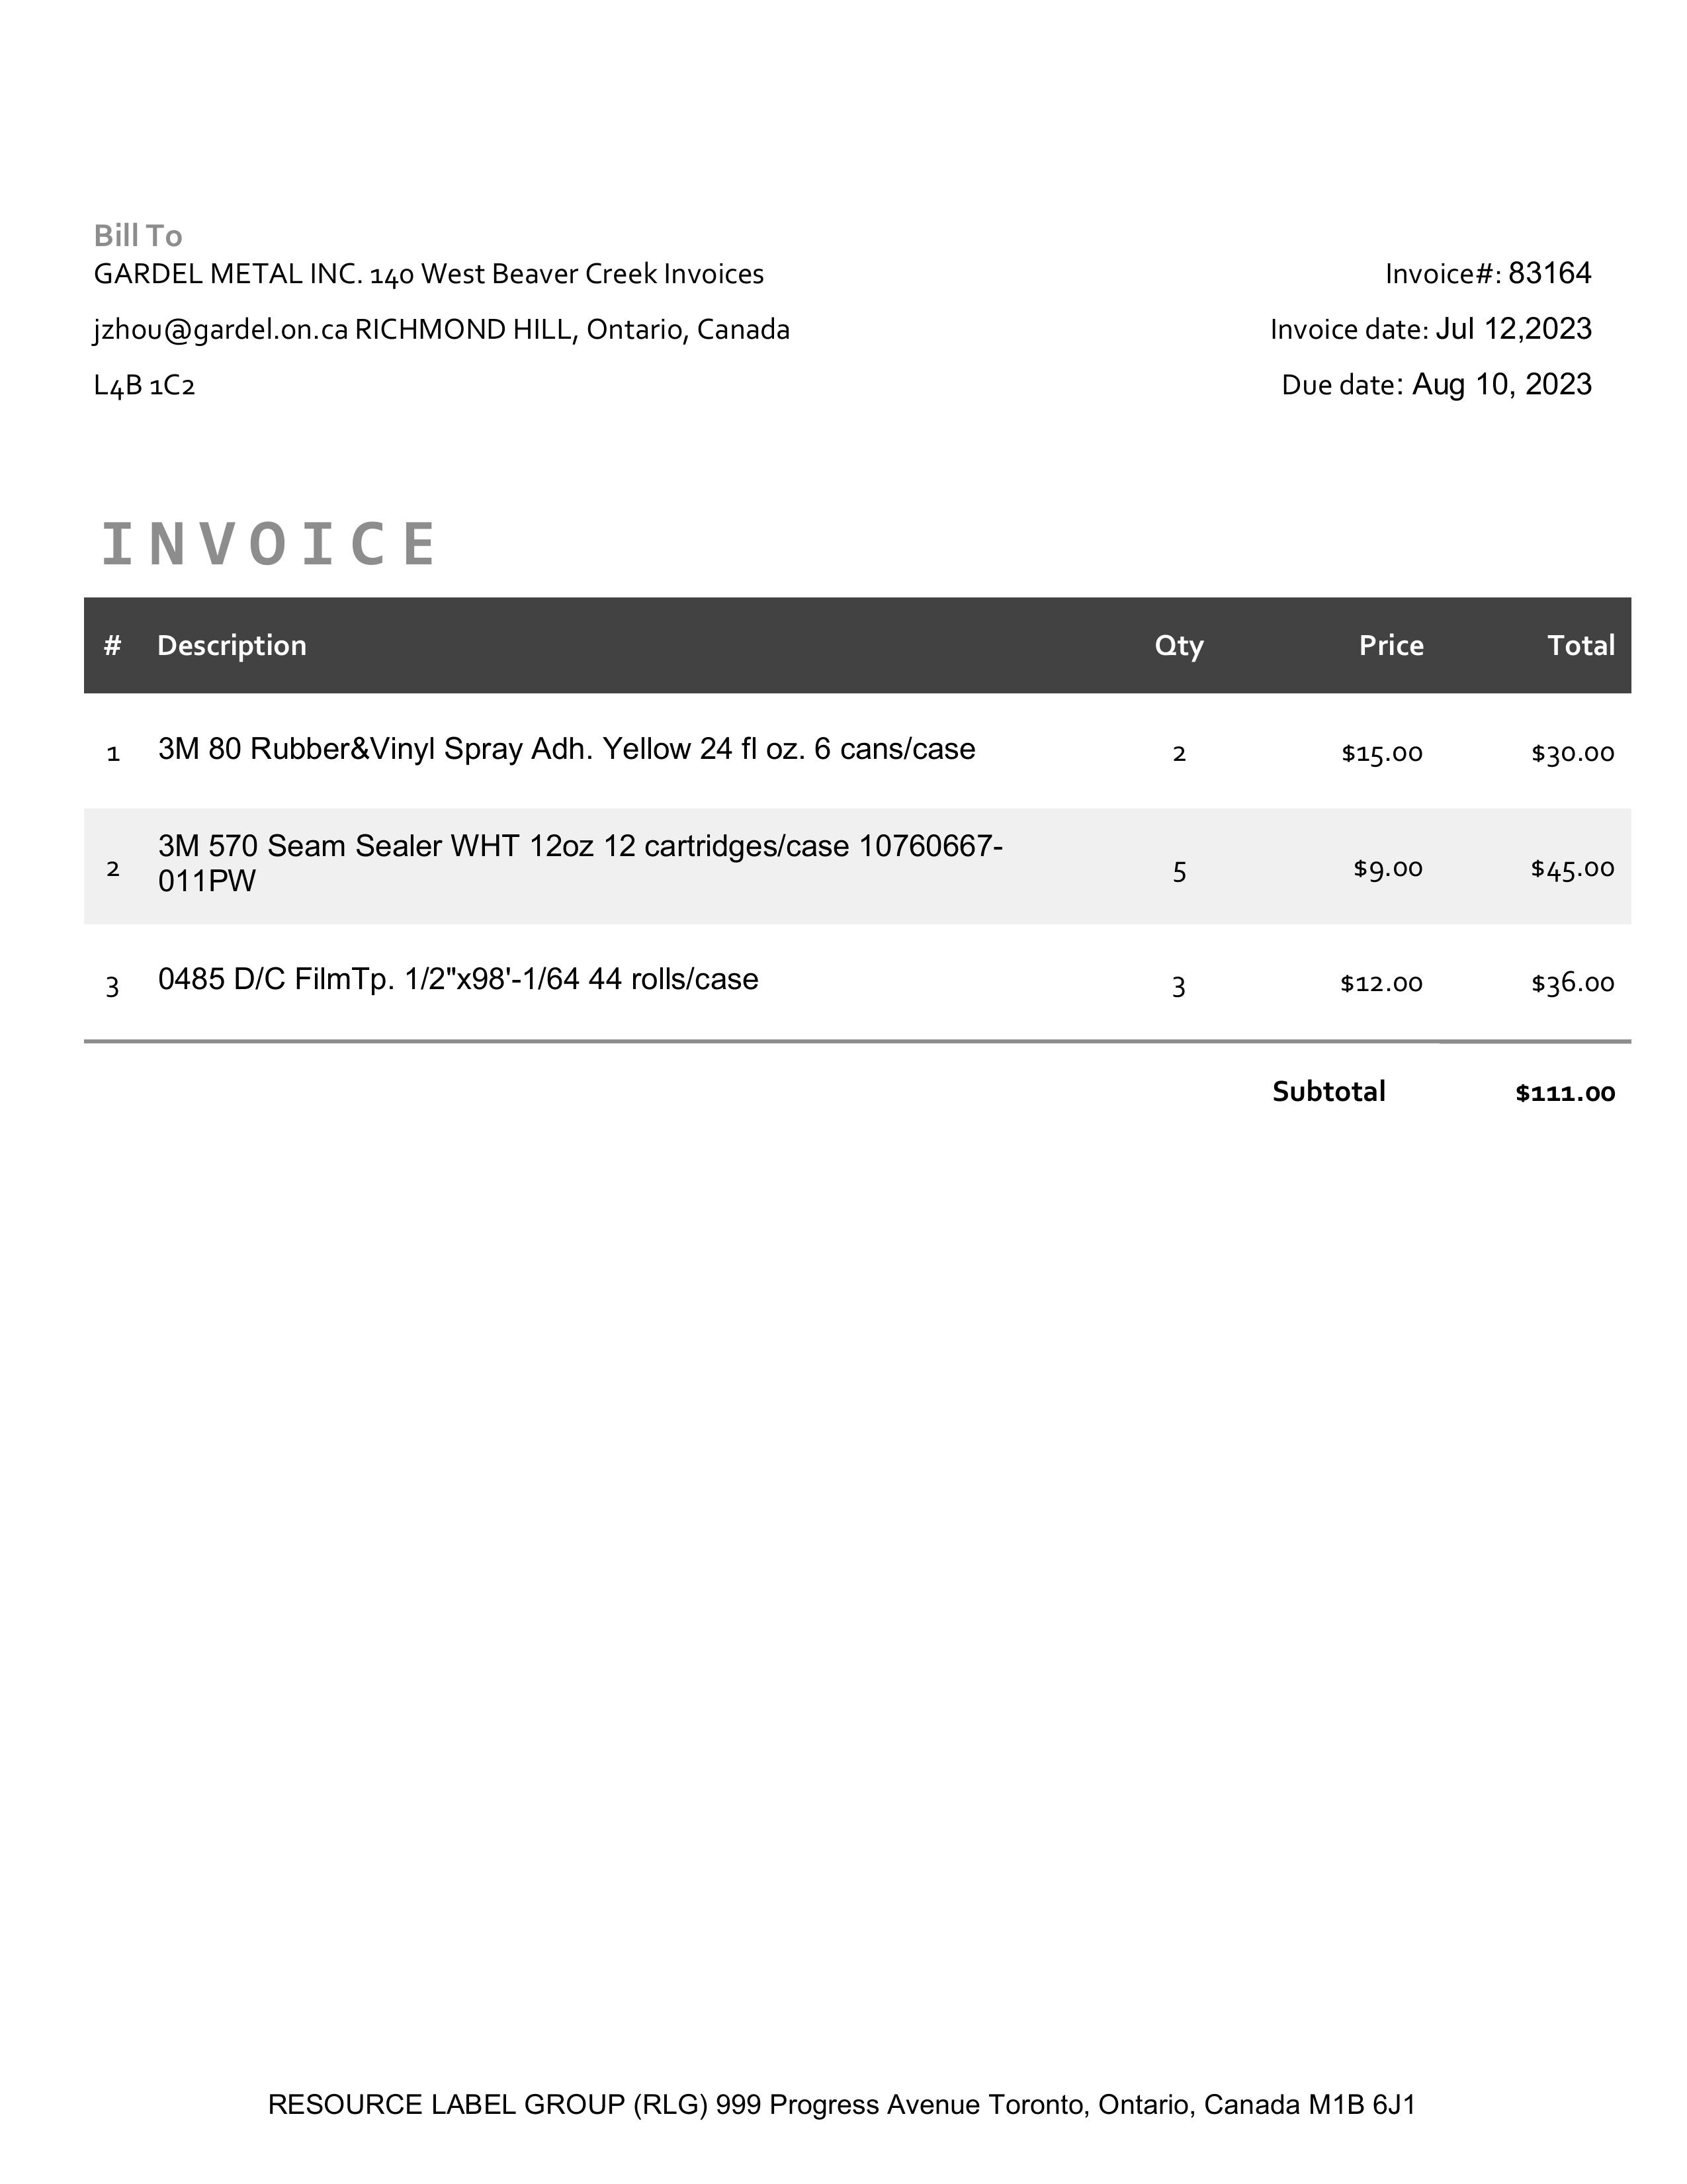 Bill To
GARDEL METAL INC. 140 West Beaver Creek Invoices
jzhou@gardel.on.ca RICHMOND HILL, Ontario, Canada
L4B 1C2
Invoice#: 83164
Invoice date: Jul 12,2023
Due date: Aug 10, 2023
INVOICE
# Description Qty Price Total
1 3M 80 Rubber&Vinyl Spray Adh. Yellow 24 fl oz. 6 cans/case 2 $15.00 $30.00
2 3M 570 Seam Sealer WHT 12oz 12 cartridges/case 10760667-
011PW 5 $9.00 $45.00
3 0485 D/C FilmTp. 1/2"x98'-1/64 44 rolls/case 3 $12.00 $36.00
Subtotal $111.00
RESOURCE LABEL GROUP (RLG) 999 Progress Avenue Toronto, Ontario, Canada M1B 6J1